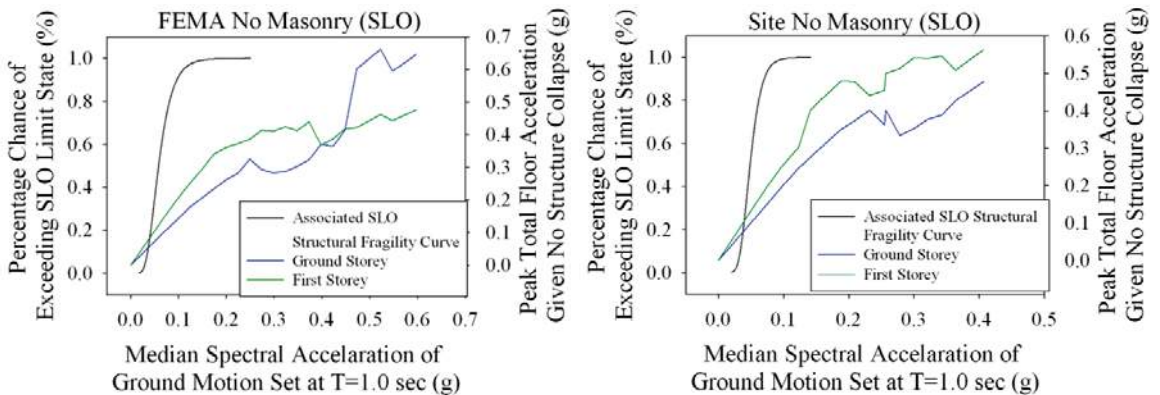 FEMA No Masonry (SLO)
Percentage Chance of
Exceeding SLO Limit State (%)
1.0
0.8
0.6
0.4
0.2
0.0
0.7
0.6
0.5
0.4
0.3
0.2
0.1
0.0
Peak Total Floor Acceleration
Given No Structure Collapse (g)
Associated SLO
Structural Fragility Curve
Ground Storey
First Storey
0.0 0.1 0.2 0.3 0.4 0.5 0.6 0.7
Median Spectral Accelaration of
Ground Motion Set at T=1.0 sec (g)
Site No Masonry (SLO)
Percentage Chance of
Exceeding SLO Limit State (%)
1.0
0.8
0.6
0.4
0.2
0.0
0.6
0.5
0.4
0.3
0.2
0.1
0.0
Peak Total Floor Acceleration
Given No Structure Collapse (g)
Associated SLO Structural
Fragility Curve
Ground Storey
First Storey
0.0 0.1 0.2 0.3 0.4 0.5
Median Spectral Accelaration of
Ground Motion Set at T=1.0 sec (g)